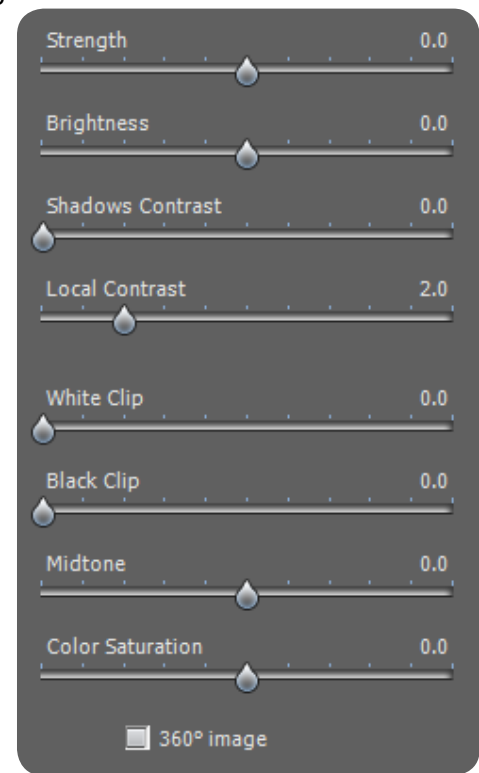 Strength 0.0
Brightness 0.0
Shadows Contrast 0.0
Local Contrast 2.0
White Clip 0.0
Black Clip 0.0
Midtone 0.0
Color Saturation 0.0
360º image